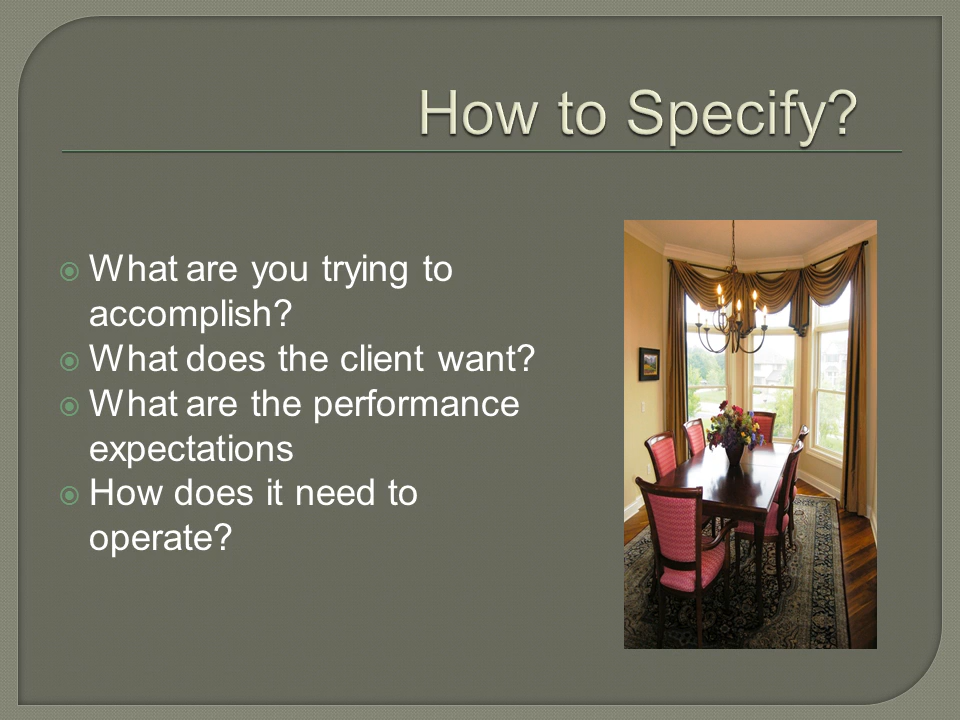 How to Specify?
What are you trying to
accomplish?
What does the client want?
What are the performance
expectations
How does it need to
operate?